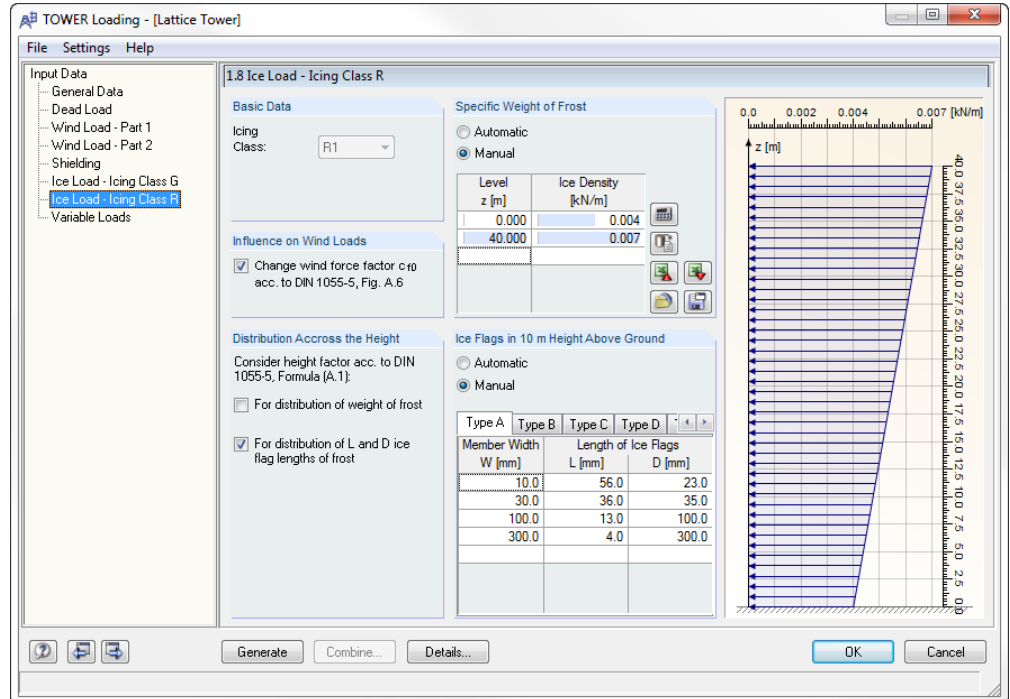 TOWER Loading - [Lattice Tower]
File Settings Help
Input Data
General Data
Dead Load
Wind Load - Part 1
Wind Load - Part 2
Shielding
Ice Load - Icing Class G
Ice Load - Icing Class R
Variable Loads
1.8 Ice Load - Icing Class R
Basic Data
Icing
Class:
R1
Influence on Wind Loads
Change wind force factor c f0
acc. to DIN 1055-5, Fig. A.6
Distribution Accross the Height
Consider height factor acc. to DIN
1055-5, Formula (A.1):
For distribution of weight of frost
For distribution of L and D ice
flag lengths of frost
Specific Weight of Frost
Automatic
Manual
Level Ice Density
z [m] [kN/m]
0.000 0.004
40.000 0.007
Ice Flags in 10 m Height Above Ground
Automatic
Manual
Type A Type B Type C Type D
Member Width Length of Ice Flags
W [mm] L [mm] D [mm]
10.0 56.0 23.0
30.0 36.0 35.0
100.0 13.0 100.0
300.0 4.0 300.0
0.0 0.002 0.004 0.007 [kN/m]
z [m]
40.0
37.5
35.0
32.5
30.0
27.5
25.0
22.5
20.0
17.5
15.0
12.5
10.0
7.5
5.0
2.5
0.0
Generate Combine... Details... OK Cancel